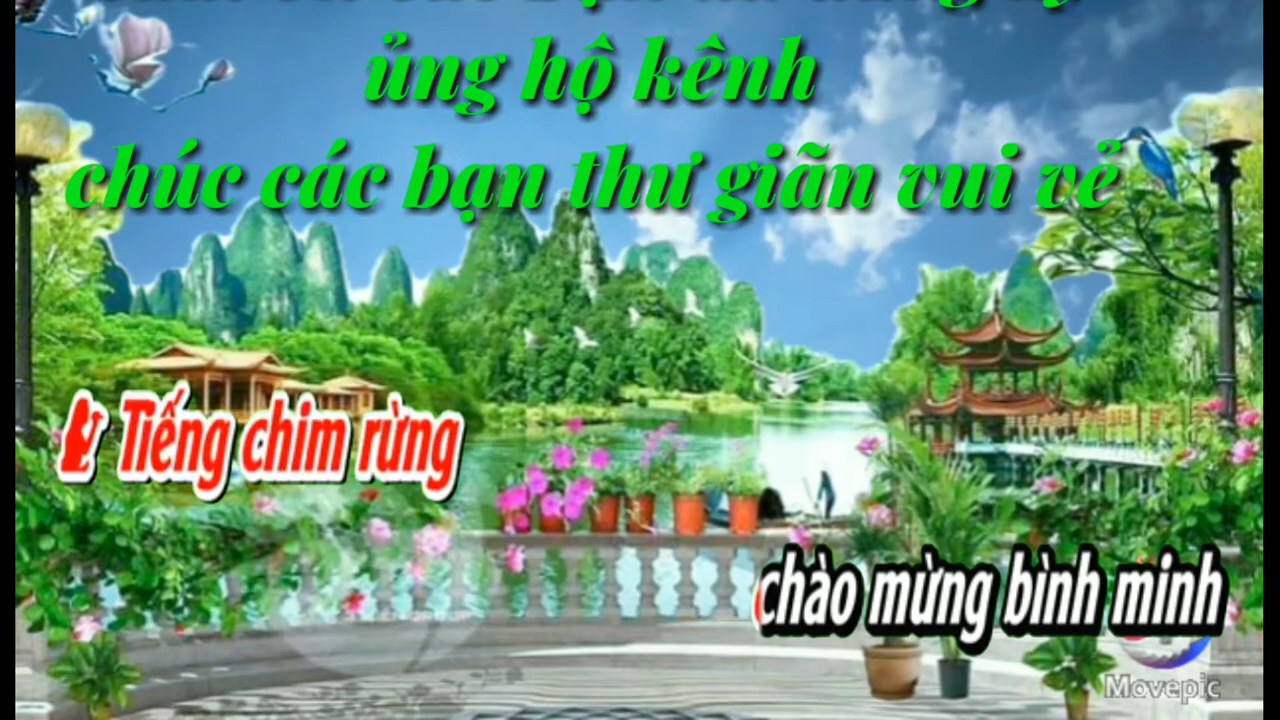 ủng hộ kênh
chúc các bạn thư giãn vui vẻ
Tiếng chim rừng
chào mừng bình minh
Movepic